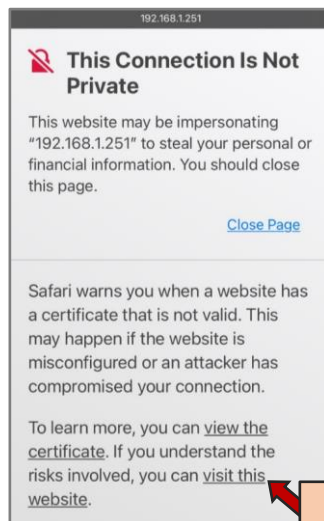 192.168.1.251
This Connection Is Not
Private
This website may be impersonating
“192.168.1.251” to steal your personal or
financial information. You should close
this page.
Close Page
Safari warns you when a website has
a certificate that is not valid. This
may happen if the website is
misconfigured or an attacker has
compromised your connection.
To learn more, you can view the
certificate. If you understand the
risks involved, you can visit this
website.